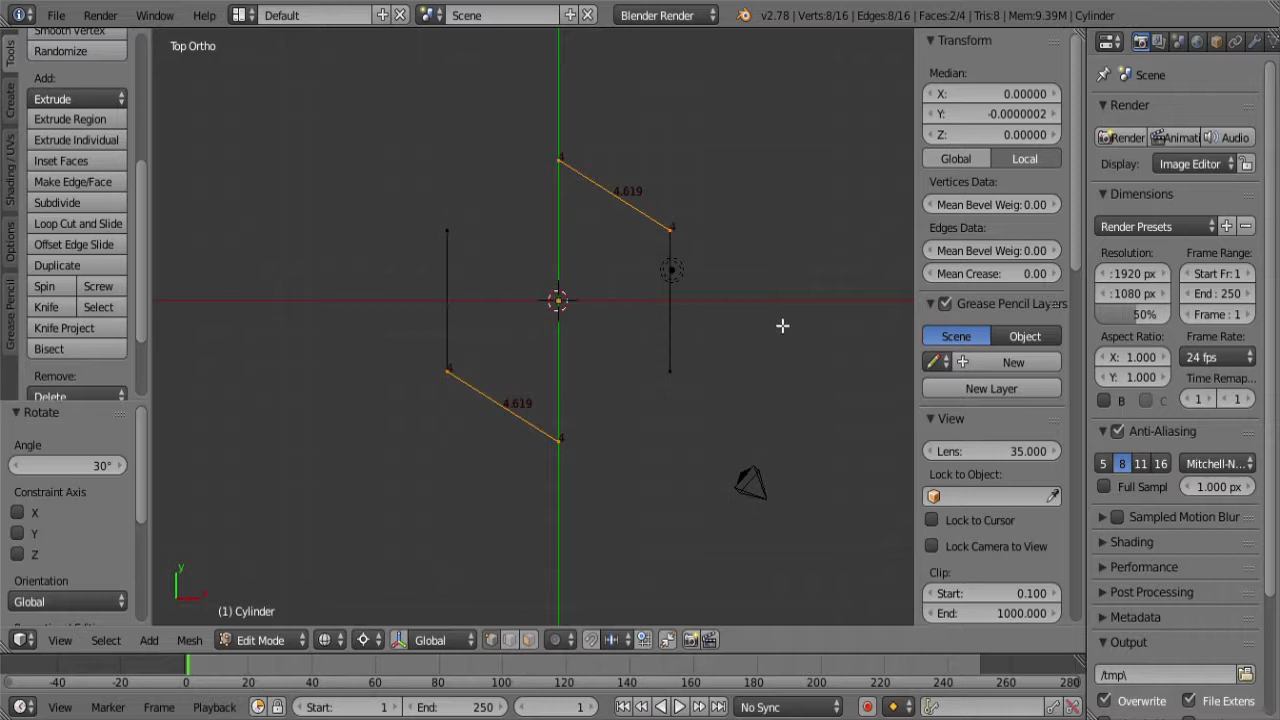 File Render Window Help Default Scene Blender Render v2.78 | Verts:8/16 | Edges:8/16 | Faces:2/4 | Tris:8 | Mem:9.39M | Cylinder
Tools
Create
Shading / UVs
Options
Grease Pencil
Smooth Vertex
Randomize
Add:
Extrude
Extrude Region
Extrude Individual
Inset Faces
Make Edge/Face
Subdivide
Loop Cut and Slide
Offset Edge Slide
Duplicate
Spin Screw
Knife Select
Knife Project
Bisect
Remove:
Delete
Rotate
Angle
30°
Constraint Axis
X
Y
Z
Orientation
Global
Top Ortho
4
4.619
4
4
4.619
4
y
x
(1) Cylinder
Transform
Median:
X: 0.00000
Y: -0.0000002
Z: 0.00000
Global Local
Vertices Data:
Mean Bevel Weig: 0.00
Edges Data:
Mean Bevel Weig: 0.00
Mean Crease: 0.00
Grease Pencil Layers
Scene Object
New
New Layer
View
Lens: 35.000
Lock to Object:
Lock to Cursor
Lock Camera to View
Clip:
Start: 0.100
End: 1000.000
Scene
Render
Render Animati Audio
Display: Image Editor
Dimensions
Render Presets
Resolution: Frame Range:
:1920 px Start Fr: 1
:1080 px End : 250
50% Frame : 1
Aspect Ratio: Frame Rate:
X: 1.000 24 fps
Y: 1.000 Time Remap...
B C 1 1
Anti-Aliasing
5 8 11 16 Mitchell-N...
Full Sampl 1.000 px
Sampled Motion Blur
Shading
Performance
Post Processing
Metadata
Output
/tmp\
Overwrite File Extens
View Select Add Mesh Edit Mode Global
-40 -20 0 20 40 60 80 100 120 140 160 180 200 220 240 260 280
View Marker Frame Playback Start: 1 End: 250 1 No Sync